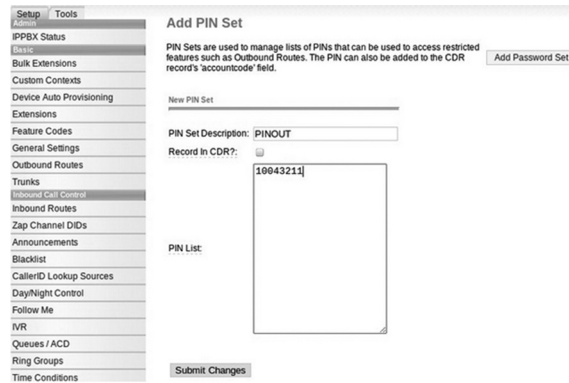 Setup Tools
Admin
IPPBX Status
Basic
Bulk Extensions
Custom Contexts
Device Auto Provisioning
Extensions
Feature Codes
General Settings
Outbound Routes
Trunks
Inbound Call Control
Inbound Routes
Zap Channel DIDs
Announcements
Blacklist
CallerID Lookup Sources
Day/Night Control
Follow Me
IVR
Queues / ACD
Ring Groups
Time Conditions
Add PIN Set
PIN Sets are used to manage lists of PINs that can be used to access restricted
features such as Outbound Routes. The PIN can also be added to the CDR
record's 'accountcode' field.
Add Password Set
New PIN Set
PIN Set Description: PINOUT
Record In CDR?:
PIN List: 10043211
Submit Changes